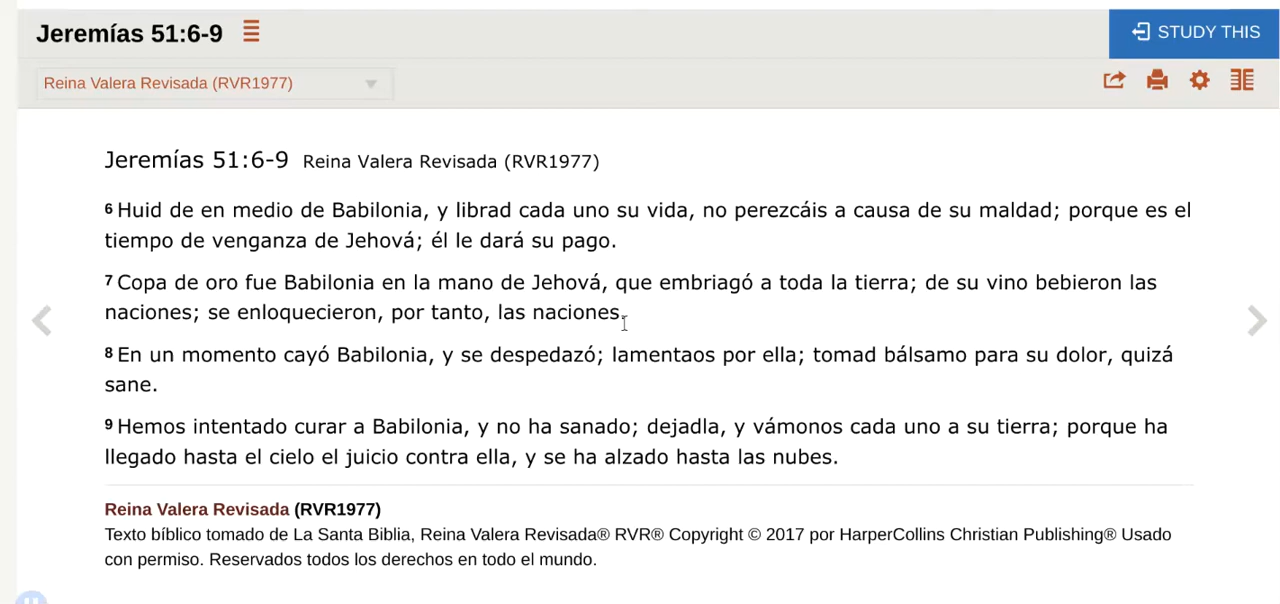 Jeremías 51:6-9
STUDY THIS
Reina Valera Revisada (RVR1977)
Jeremías 51:6-9 Reina Valera Revisada (RVR1977)
6 Huid de en medio de Babilonia, y librad cada uno su vida, no perezcáis a causa de su maldad; porque es el
tiempo de venganza de Jehová; él le dará su pago.
7 Copa de oro fue Babilonia en la mano de Jehová, que embriagó a toda la tierra; de su vino bebieron las
naciones; se enloquecieron, por tanto, las naciones.
8 En un momento cayó Babilonia, y se despedazó; lamentaos por ella; tomad bálsamo para su dolor, quizá
sane.
9 Hemos intentado curar a Babilonia, y no ha sanado; dejadla, y vámonos cada uno a su tierra; porque ha
llegado hasta el cielo el juicio contra ella, y se ha alzado hasta las nubes.
Reina Valera Revisada (RVR1977)
Texto bíblico tomado de La Santa Biblia, Reina Valera Revisada® RVR® Copyright © 2017 por HarperCollins Christian Publishing® Usado
con permiso. Reservados todos los derechos en todo el mundo.